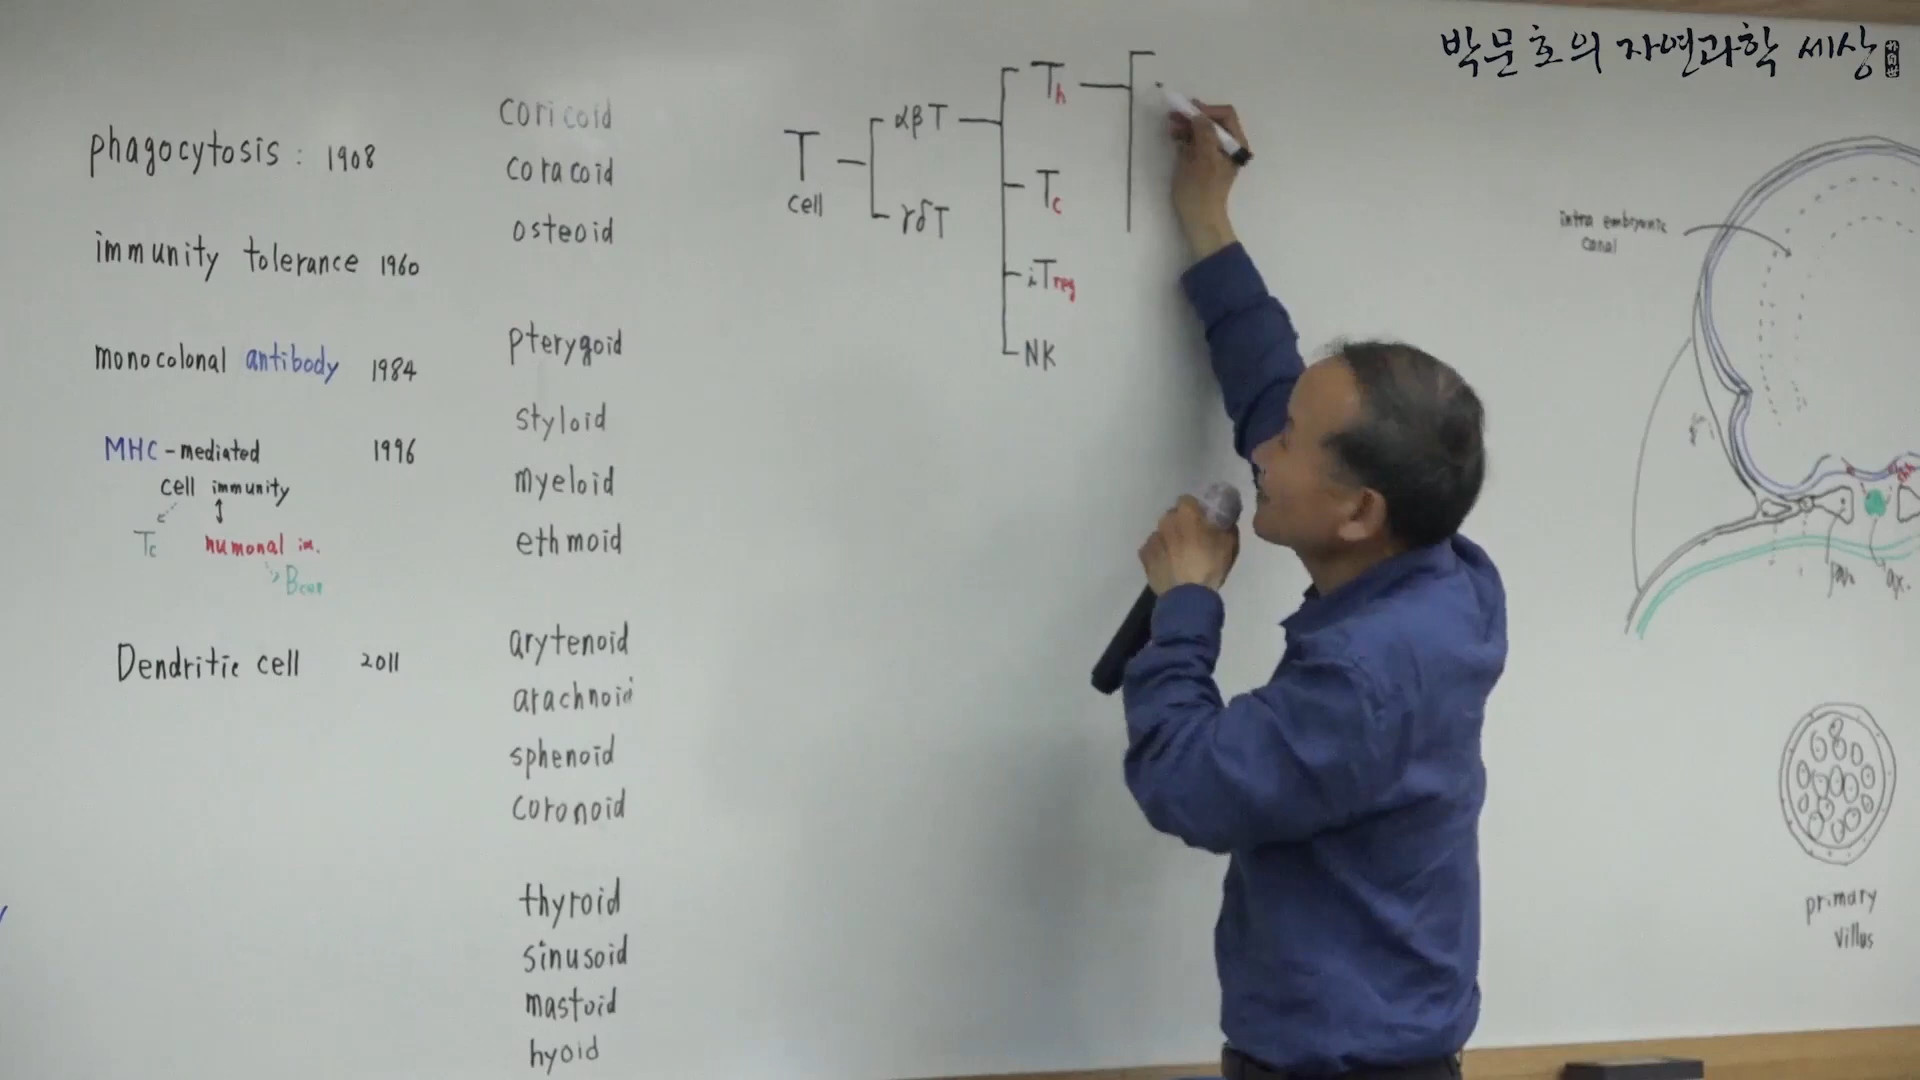 박문호의 자연과학 세상
phagocytosis : 1908
immunity tolerance 1960
monocolonal antibody 1984
MHC-mediated 1996
cell immunity
Tc humonal im.
Bcell
Dendritic cell 2011
coricoid
coracoid
osteoid
pterygoid
styloid
myeloid
ethmoid
arytenoid
arachnoid
sphenoid
coronoid
thyroid
sinusoid
mastoid
hyoid
T cell
αβT
γδT
Th
Tc
iTreg
NK
intra embryonic
canal
primary
villus